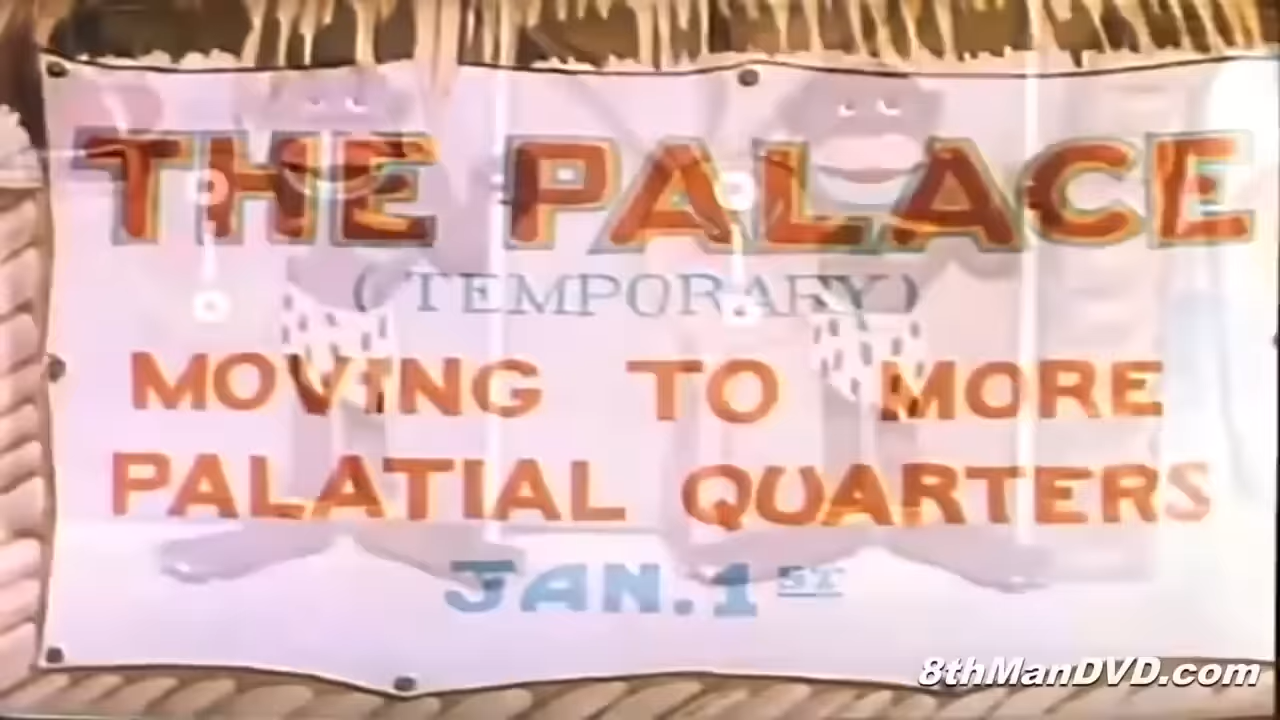 THE PALACE
(TEMPORARY)
MOVING TO MORE
PALATIAL QUARTERS
JAN. 1ST
8thManDVD.com